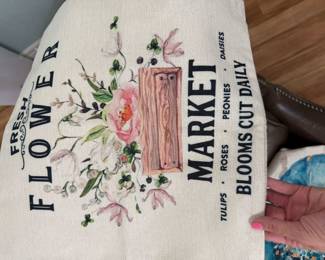 FRESH
FLOWER
MARKET
TULIPS • ROSES • PEONIES • DAISIES
BLOOMS CUT DAILY